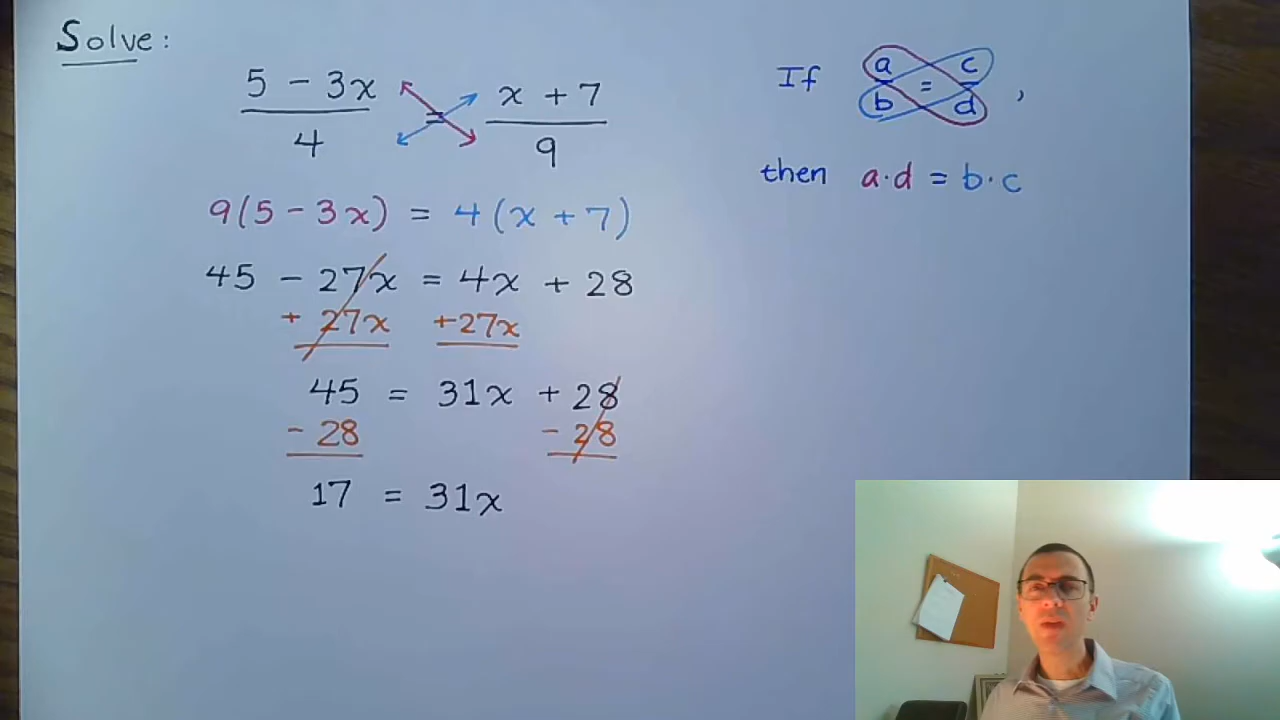 Solve:
5 - 3x = x + 7
4 9
9(5 - 3x) = 4(x + 7)
45 - 27x = 4x + 28
+ 27x +27x
45 = 31x + 28
- 28 - 28
17 = 31x
If a = c ,
b d
then a·d = b·c